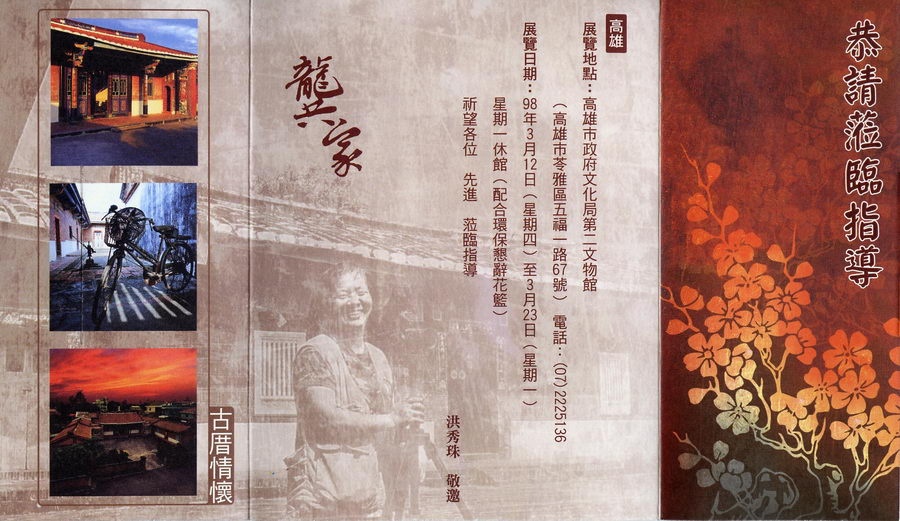 恭請蒞臨指導
高雄
展覽地點：高雄市政府文化局第二文物館
（高雄市苓雅區五福一路67號） 電話：(07)2225136
展覽日期：98年3月12日（星期四）至3月23日（星期一）
星期一休館（配合環保懇辭花籃）
祈望各位 先進 蒞臨指導
洪秀珠 敬邀
龔家
古厝情懷